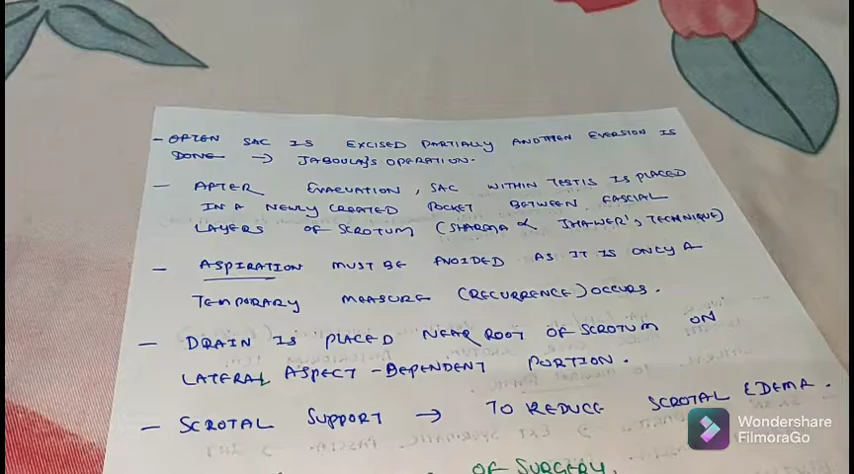 - OFTEN SAC IS EXCISED PARTIALLY AND THEN EVERSION IS
DONE → JABOULAY'S OPERATION.
- AFTER EVACUATION, SAC WITHIN TESTIS IS PLACED
IN A NEWLY CREATED POCKET BETWEEN FASCIAL
LAYERS OF SCROTUM (SHARMA & JHAWER'S TECHNIQUE)
- ASPIRATION MUST BE AVOIDED AS IT IS ONLY A
TEMPORARY MEASURE (RECURRENCE) OCCURS.
- DRAIN IS PLACED NEAR ROOT OF SCROTUM ON
LATERAL ASPECT - DEPENDENT PORTION.
- SCROTAL SUPPORT → TO REDUCE SCROTAL EDEMA.
OF SURGERY.
Wondershare
FilmoraGo